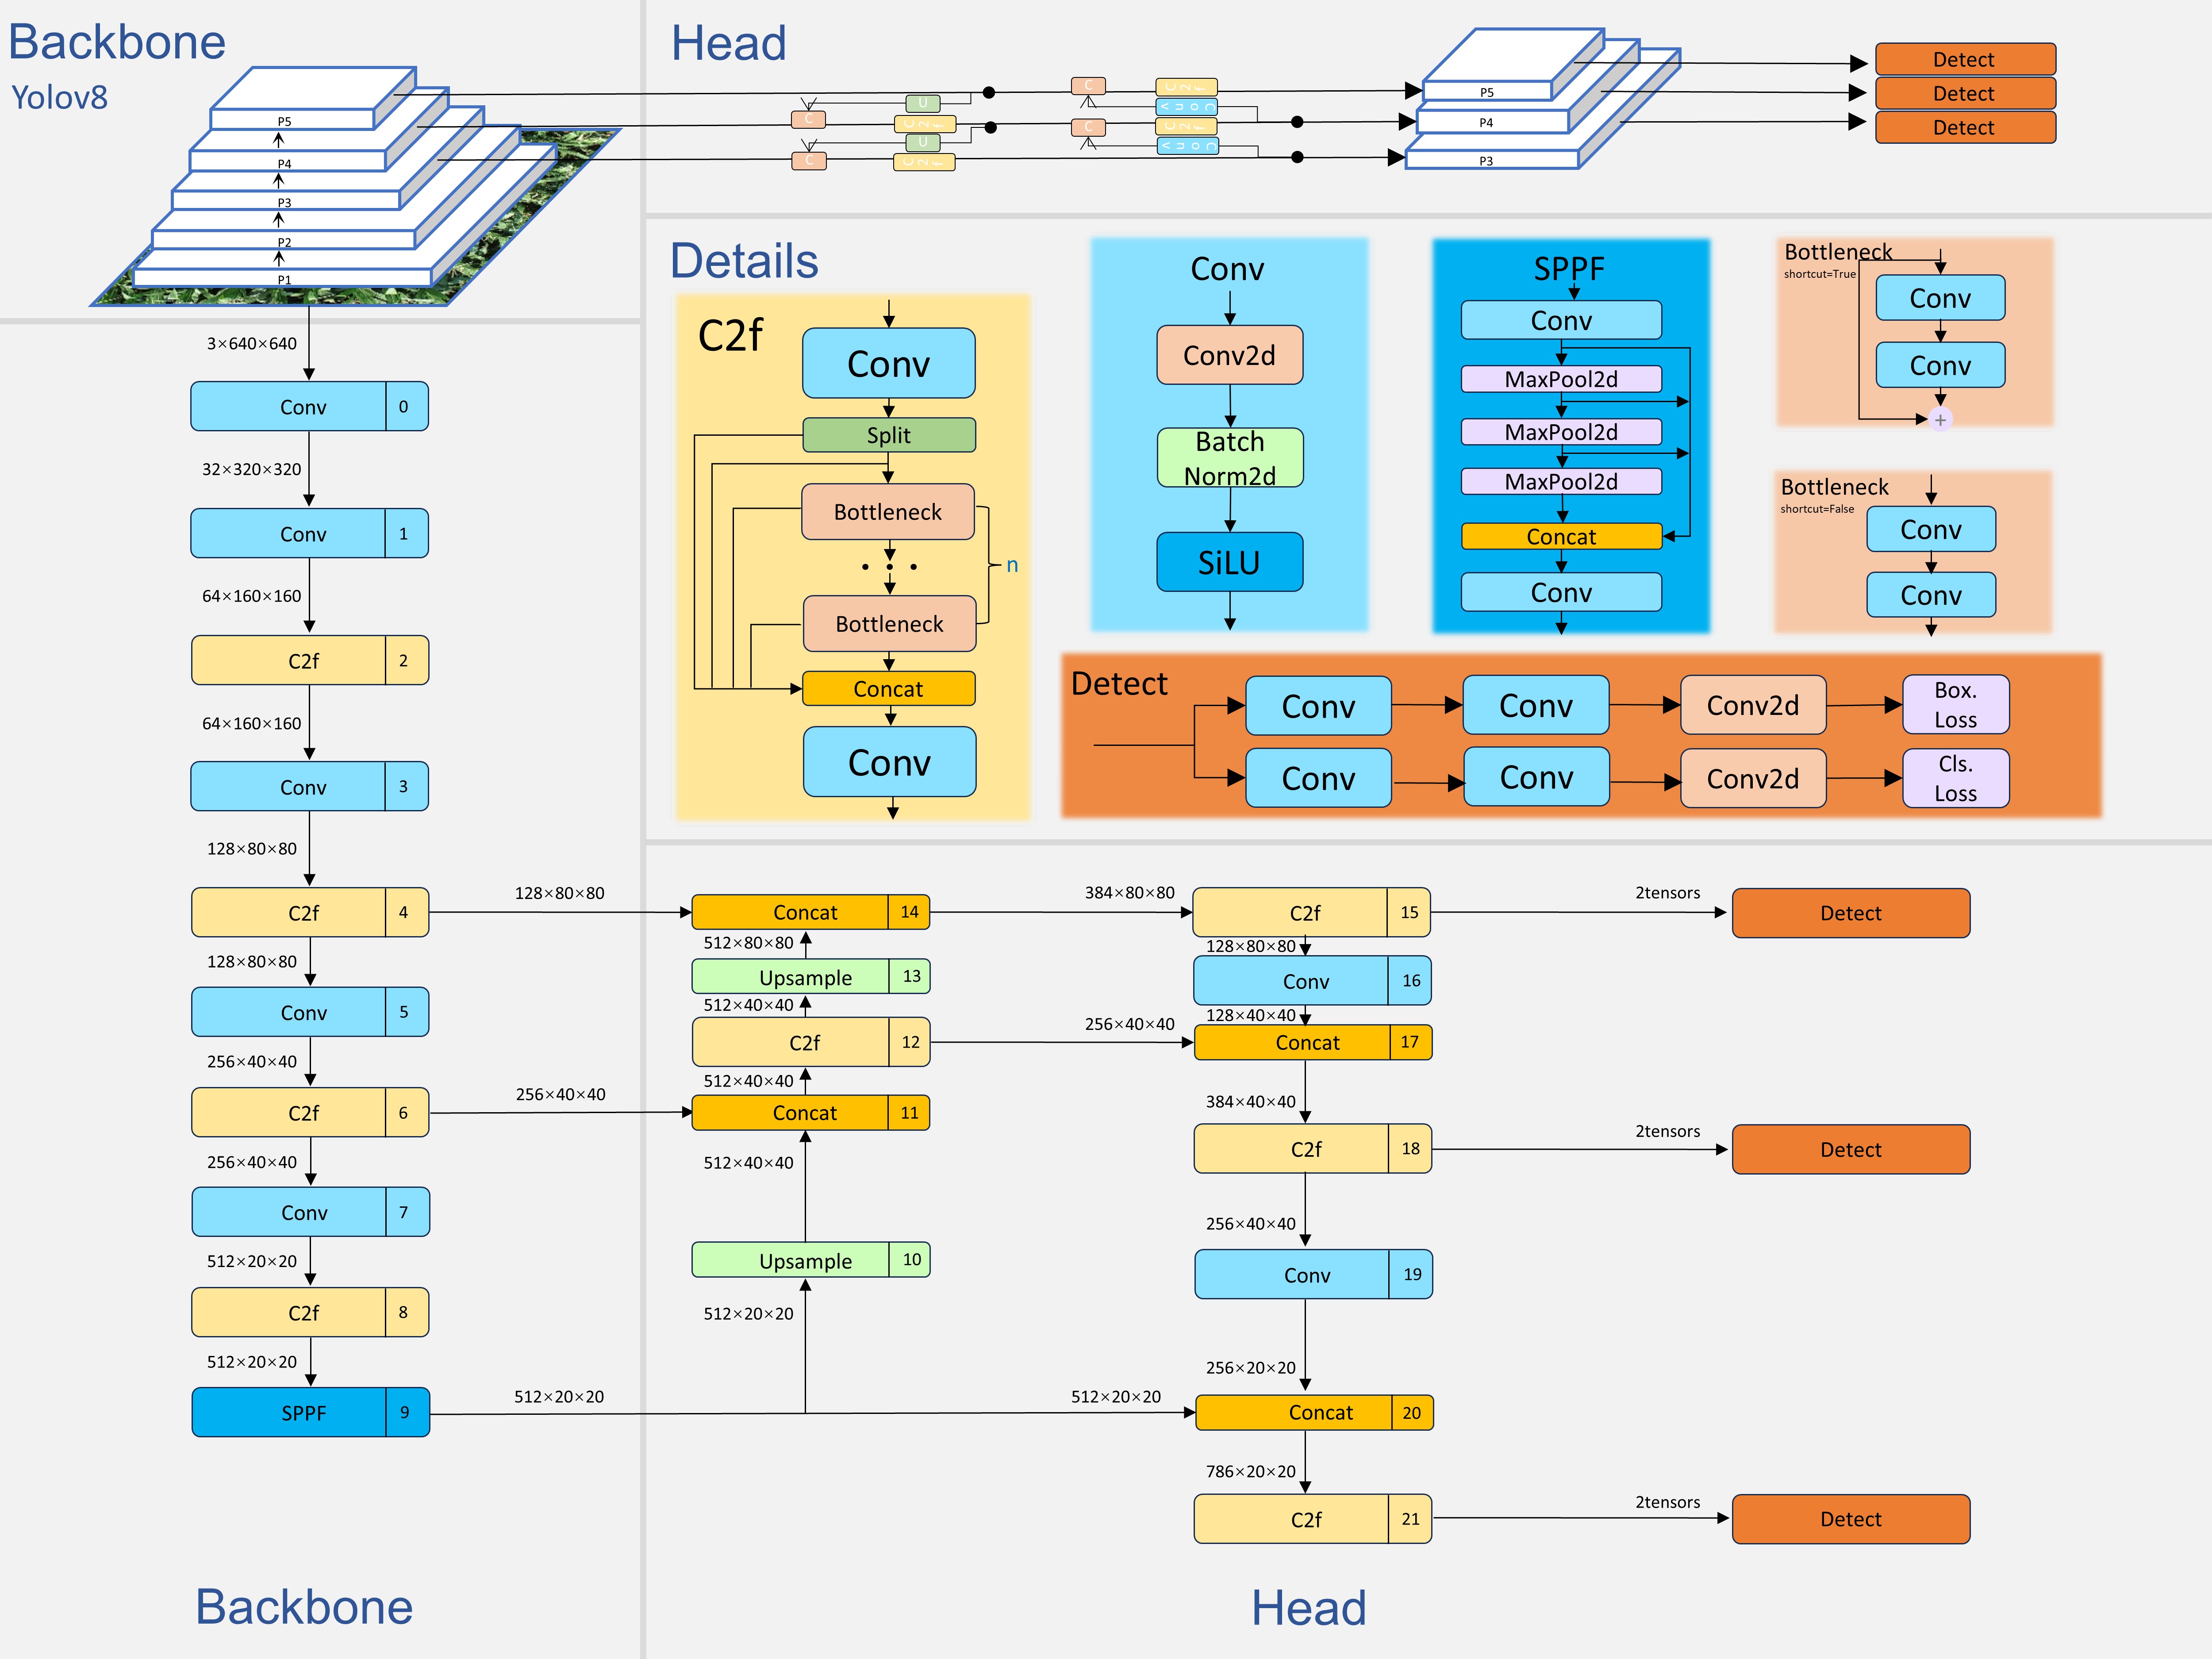 Backbone
Yolov8
P5
P4
P3
P2
P1
Head
C
U
C2f
C
U
C2f
C
C2f
Conv
C
C2f
Conv
P5
P4
P3
Detect
Detect
Detect
Details
C2f
Conv
Split
Bottleneck
• • •
Bottleneck
n
Concat
Conv
Conv
Conv2d
Batch
Norm2d
SiLU
SPPF
Conv
MaxPool2d
MaxPool2d
MaxPool2d
Concat
Conv
Bottleneck
shortcut=True
Conv
Conv
+
Bottleneck
shortcut=False
Conv
Conv
Detect
Conv
Conv
Conv2d
Box.
Loss
Conv
Conv
Conv2d
Cls.
Loss
3×640×640
Conv 0
32×320×320
Conv 1
64×160×160
C2f 2
64×160×160
Conv 3
128×80×80
C2f 4
128×80×80
Conv 5
256×40×40
C2f 6
256×40×40
Conv 7
512×20×20
C2f 8
512×20×20
SPPF 9
128×80×80
256×40×40
512×20×20
Concat 14
512×80×80
Upsample 13
512×40×40
C2f 12
512×40×40
Concat 11
512×40×40
Upsample 10
512×20×20
384×80×80
256×40×40
512×20×20
C2f 15
128×80×80
Conv 16
128×40×40
Concat 17
384×40×40
C2f 18
256×40×40
Conv 19
256×20×20
Concat 20
786×20×20
C2f 21
2tensors
Detect
2tensors
Detect
2tensors
Detect
Backbone
Head